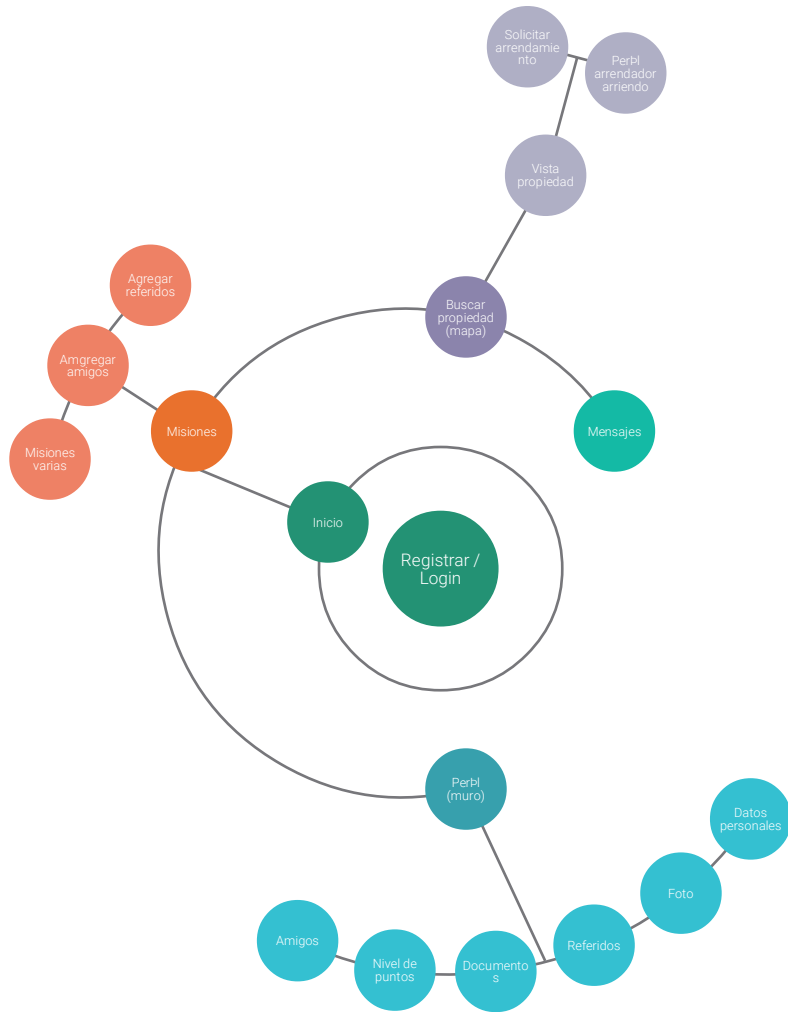 Solicitar
arrendamie
nto
PerÞl
arrendador
arriendo
Vista
propiedad
Agregar
referidos
Buscar
propiedad
(mapa)
Amgregar
amigos
Misiones
Mensajes
Misiones
varias
Inicio
Registrar /
Login
PerÞl
(muro)
Datos
personales
Foto
Amigos
Nivel de
puntos
Documento
s
Referidos